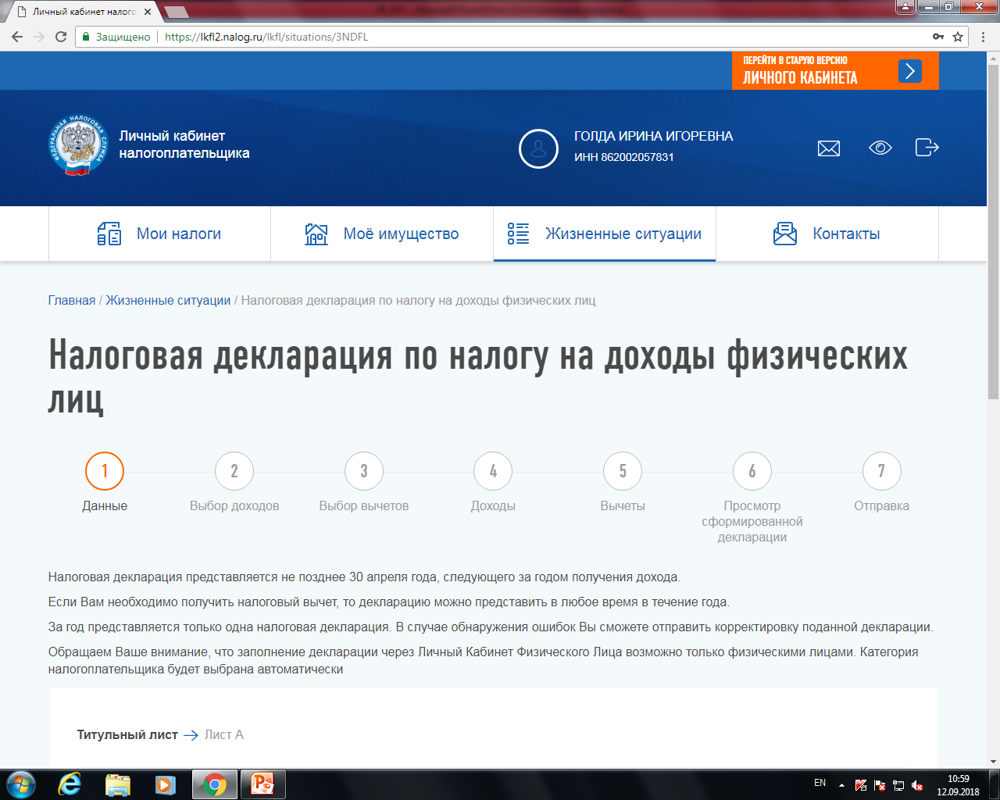 Личный кабинет налого
Защищено
https://lkfl2.nalog.ru/lkfl/situations/3NDFL
ПЕРЕЙТИ В СТАРУЮ ВЕРСИЮ
ЛИЧНОГО КАБИНЕТА
ФЕДЕРАЛЬНАЯ НАЛОГОВАЯ СЛУЖБА
Личный кабинет
налогоплательщика
ГОЛДА ИРИНА ИГОРЕВНА
ИНН 862002057831
Мои налоги
Моё имущество
Жизненные ситуации
Контакты
Главная / Жизненные ситуации / Налоговая декларация по налогу на доходы физических лиц
Налоговая декларация по налогу на доходы физических
лиц
1
2
3
4
5
6
7
Данные
Выбор доходов
Выбор вычетов
Доходы
Вычеты
Просмотр
сформированной
декларации
Отправка
Налоговая декларация представляется не позднее 30 апреля года, следующего за годом получения дохода.
Если Вам необходимо получить налоговый вычет, то декларацию можно представить в любое время в течение года.
За год представляется только одна налоговая декларация. В случае обнаружения ошибок Вы сможете отправить корректировку поданной декларации.
Обращаем Ваше внимание, что заполнение декларации через Личный Кабинет Физического Лица возможно только физическими лицами. Категория
налогоплательщика будет выбрана автоматически
Титульный лист → Лист А
EN
10:59
12.09.2018